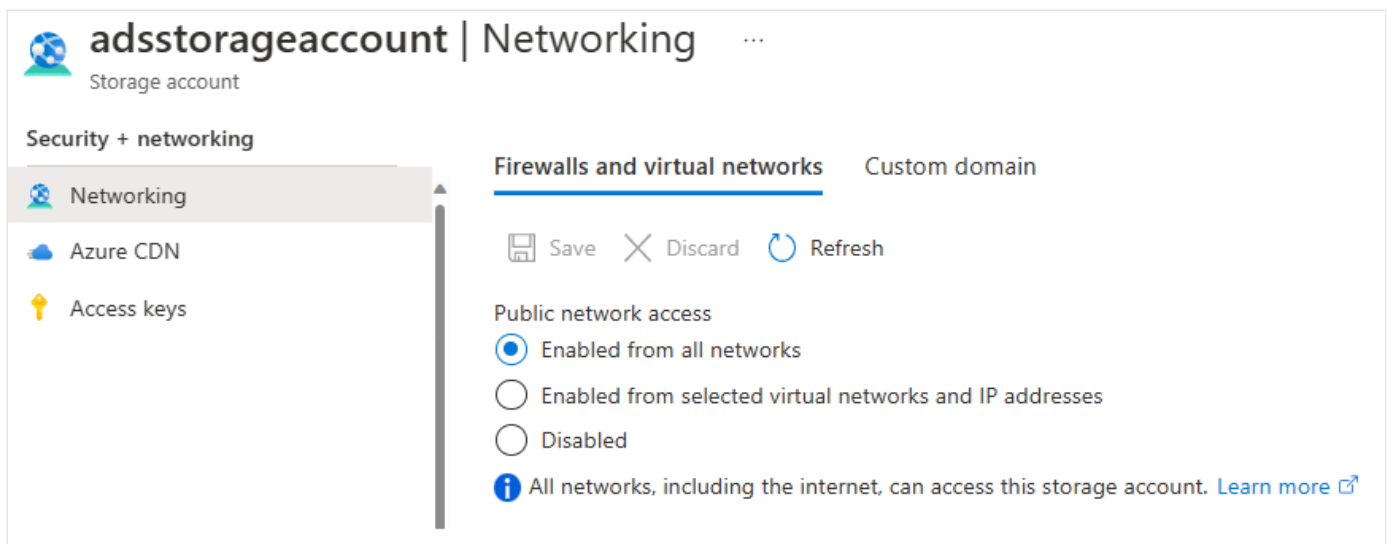 adsstorageaccount | Networking ...
Storage account
Security + networking
Networking
Azure CDN
Access keys
Firewalls and virtual networks Custom domain
Save Discard Refresh
Public network access
Enabled from all networks
Enabled from selected virtual networks and IP addresses
Disabled
All networks, including the internet, can access this storage account. Learn more